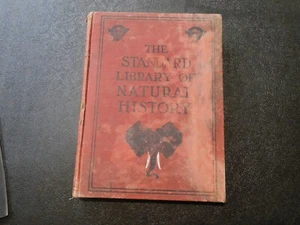 THE
STANDARD
LIBRARY OF
NATURAL
HISTORY